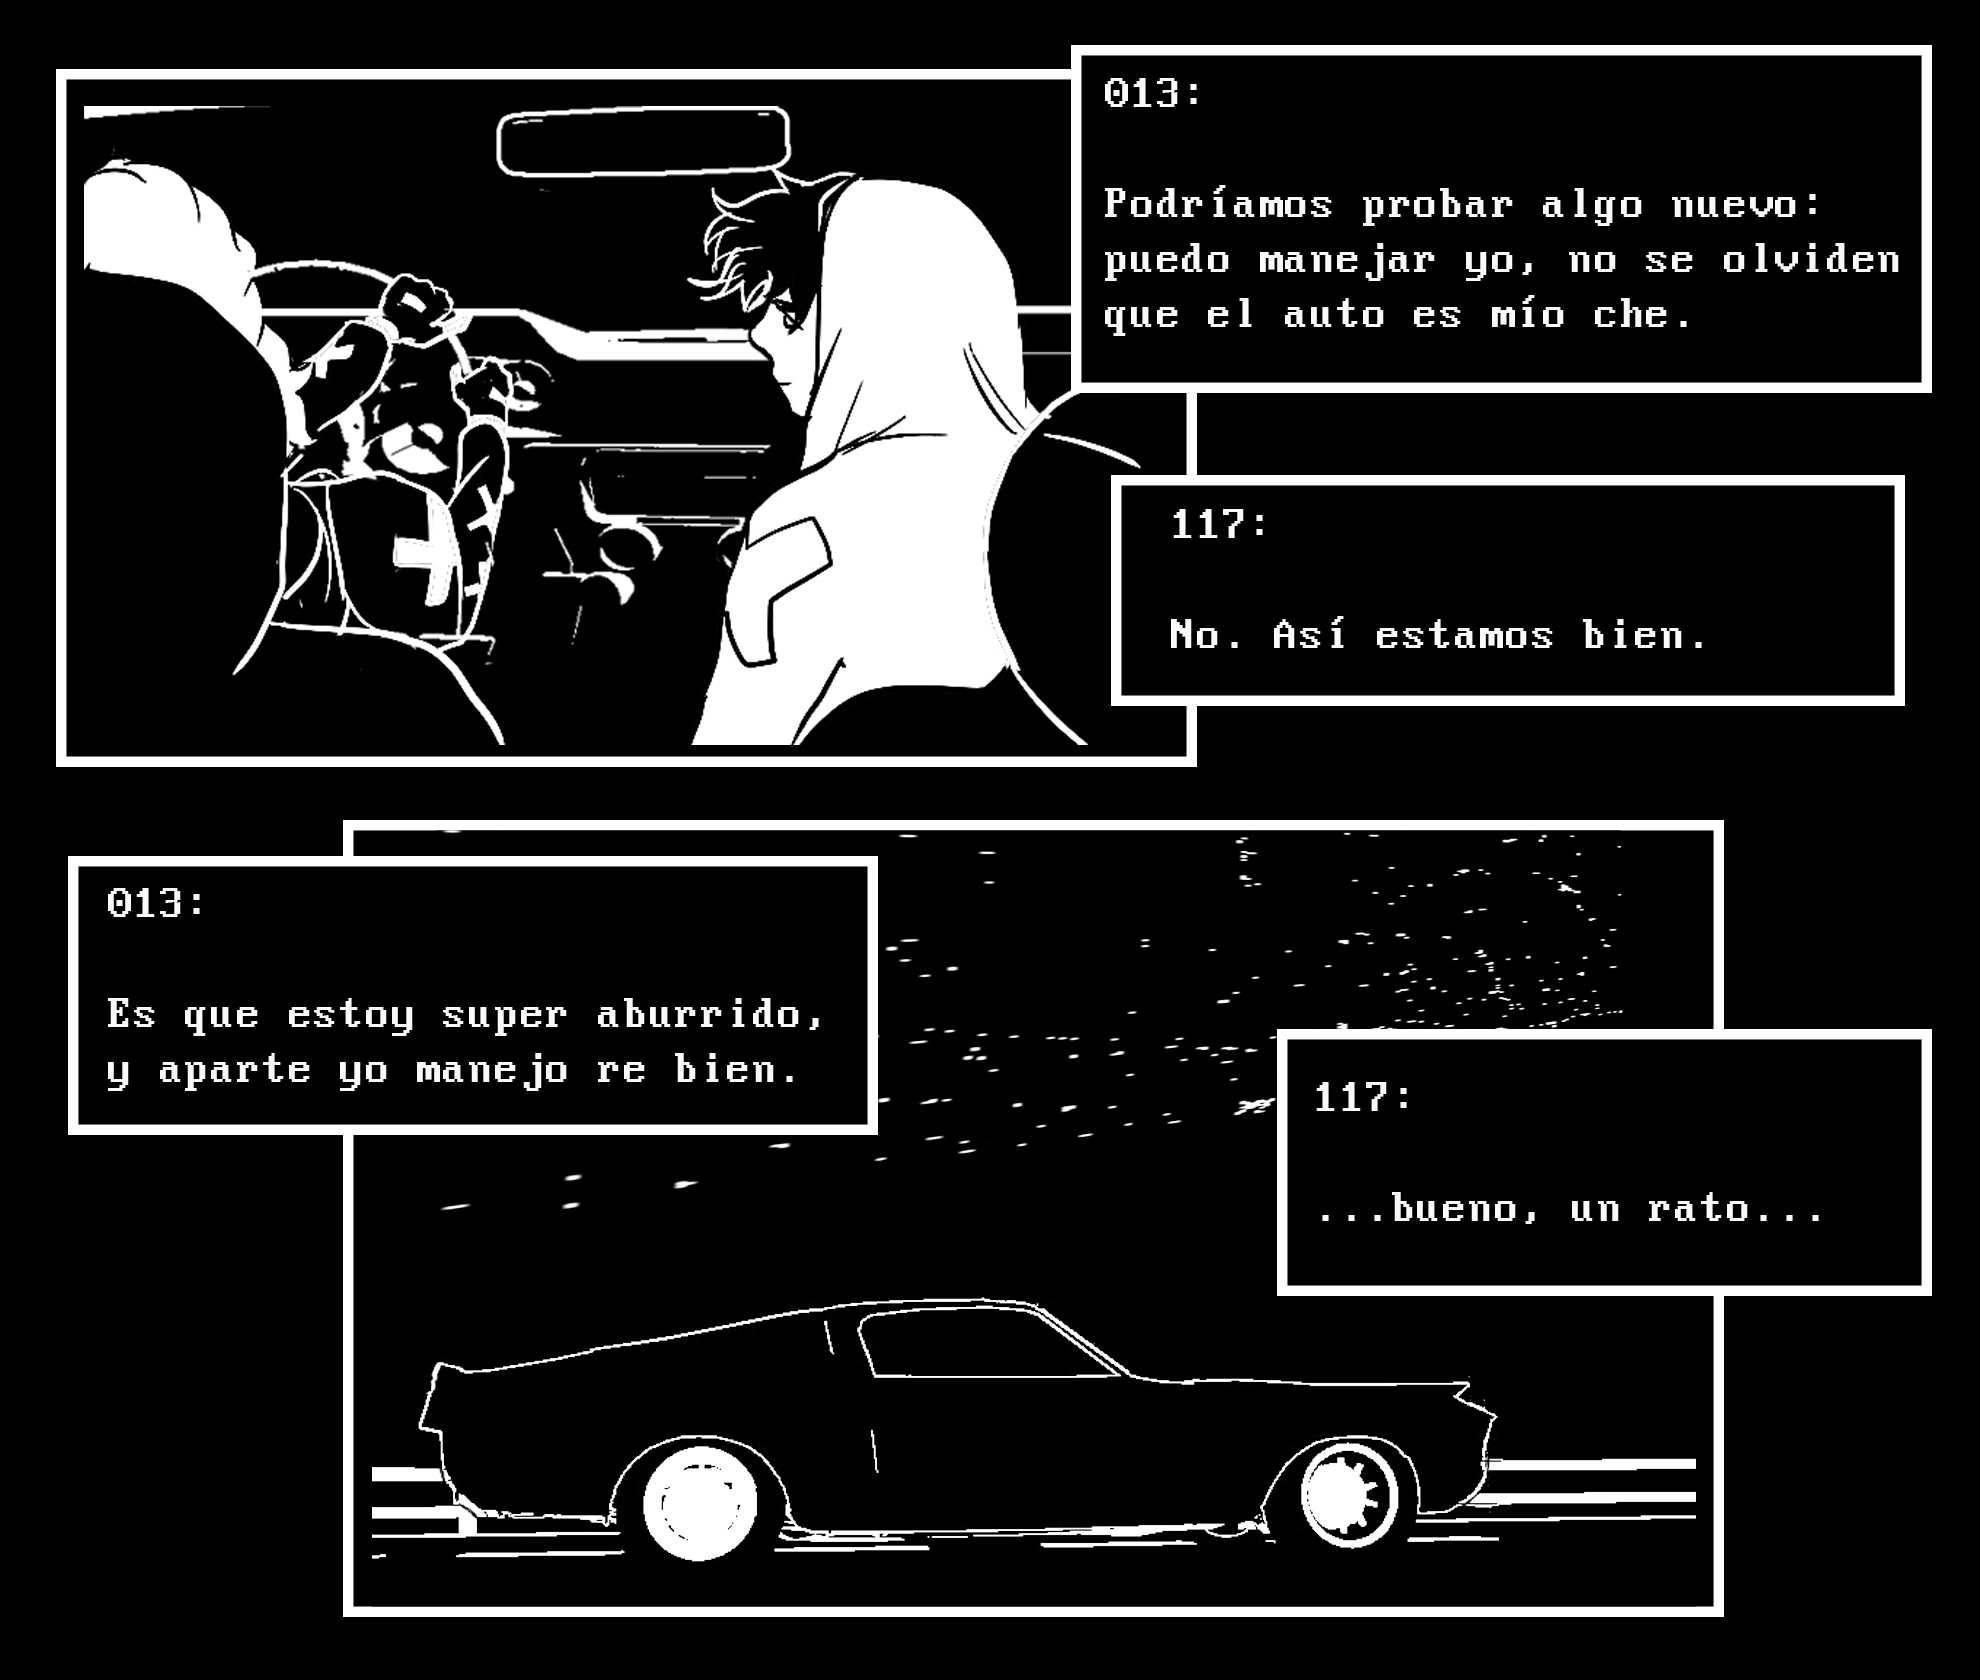 013:
Podríamos probar algo nuevo:
puedo manejar yo, no se olviden
que el auto es mío che.
117:
No. Así estamos bien.
013:
Es que estoy super aburrido,
y aparte yo manejo re bien.
117:
...bueno, un rato...